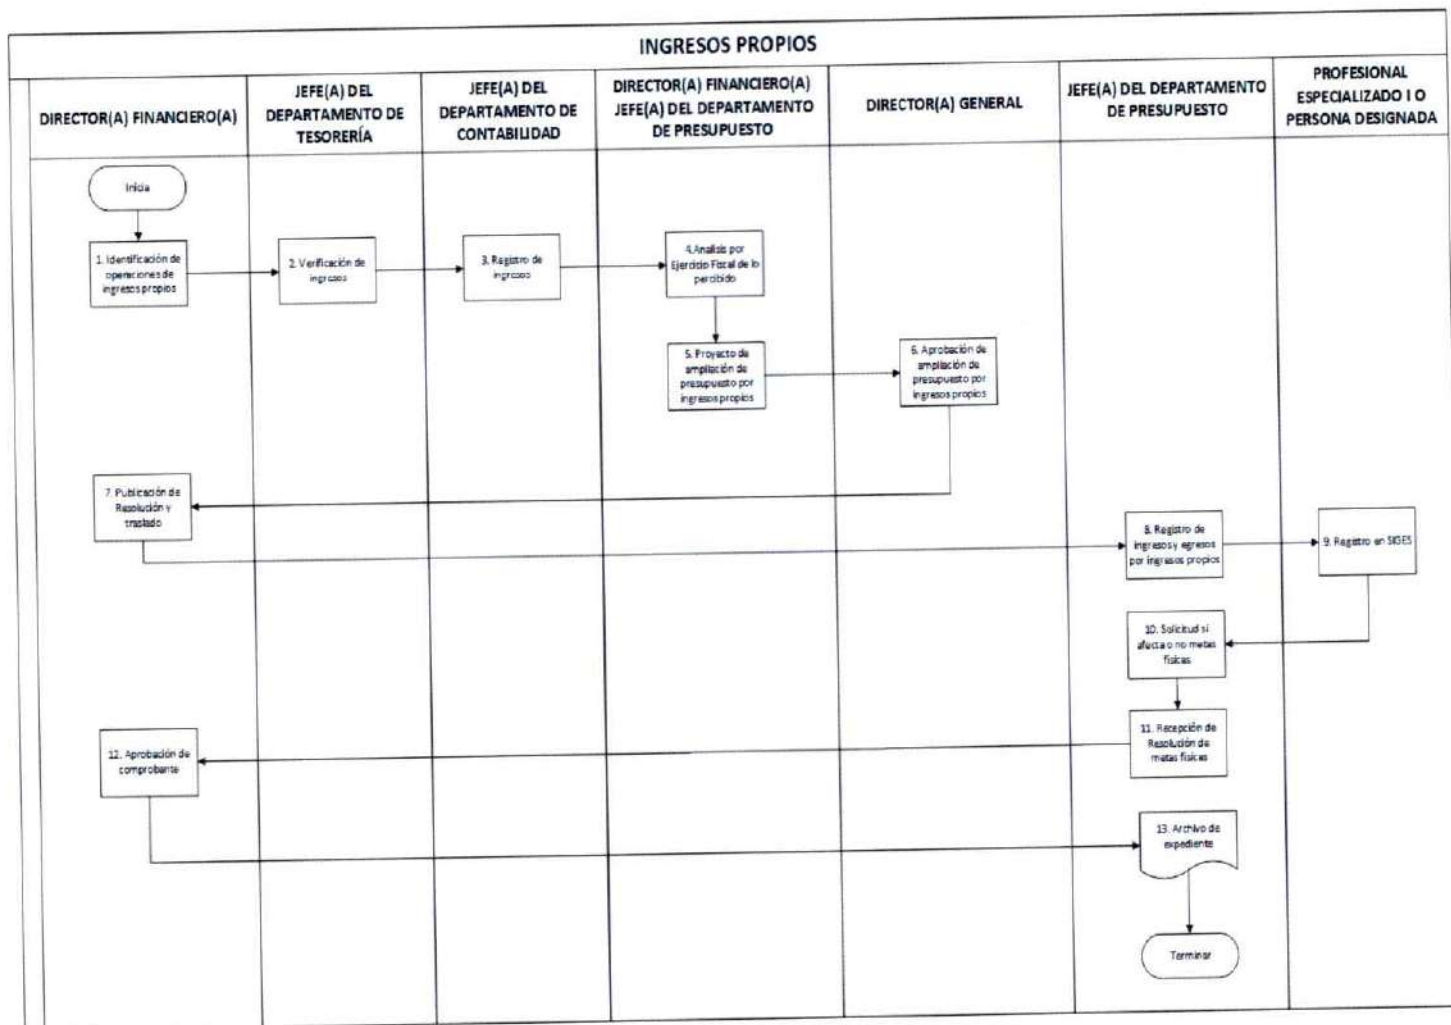 INGRESOS PROPIOS
DIRECTOR(A) FINANCIERO(A)
JEFE(A) DEL
DEPARTAMENTO DE
TESORERÍA
JEFE(A) DEL
DEPARTAMENTO DE
CONTABILIDAD
DIRECTOR(A) FINANCIERO(A)
JEFE(A) DEL DEPARTAMENTO
DE PRESUPUESTO
DIRECTOR(A) GENERAL
JEFE(A) DEL DEPARTAMENTO
DE PRESUPUESTO
PROFESIONAL
ESPECIALIZADO I O
PERSONA DESIGNADA
Inicia
1. Identificación de
operaciones de
ingresos propios
2. Verificación de
ingresos
3. Registro de
ingresos
4.Analisis por
Ejercicio Fiscal de lo
percibido
5. Proyecto de
ampliación de
presupuesto por
ingresos propios
6. Aprobación de
ampliación de
presupuesto por
ingresos propios
7. Publicación de
Resolución y
traslado
8. Registro de
ingresos y egresos
por ingresos propios
9. Registro en SIGES
10. Solicitud si
afecta o no metas
físicas
11. Recepción de
Resolución de
metas físicas
12. Aprobación de
comprobante
13. Archivo de
expediente
Terminar